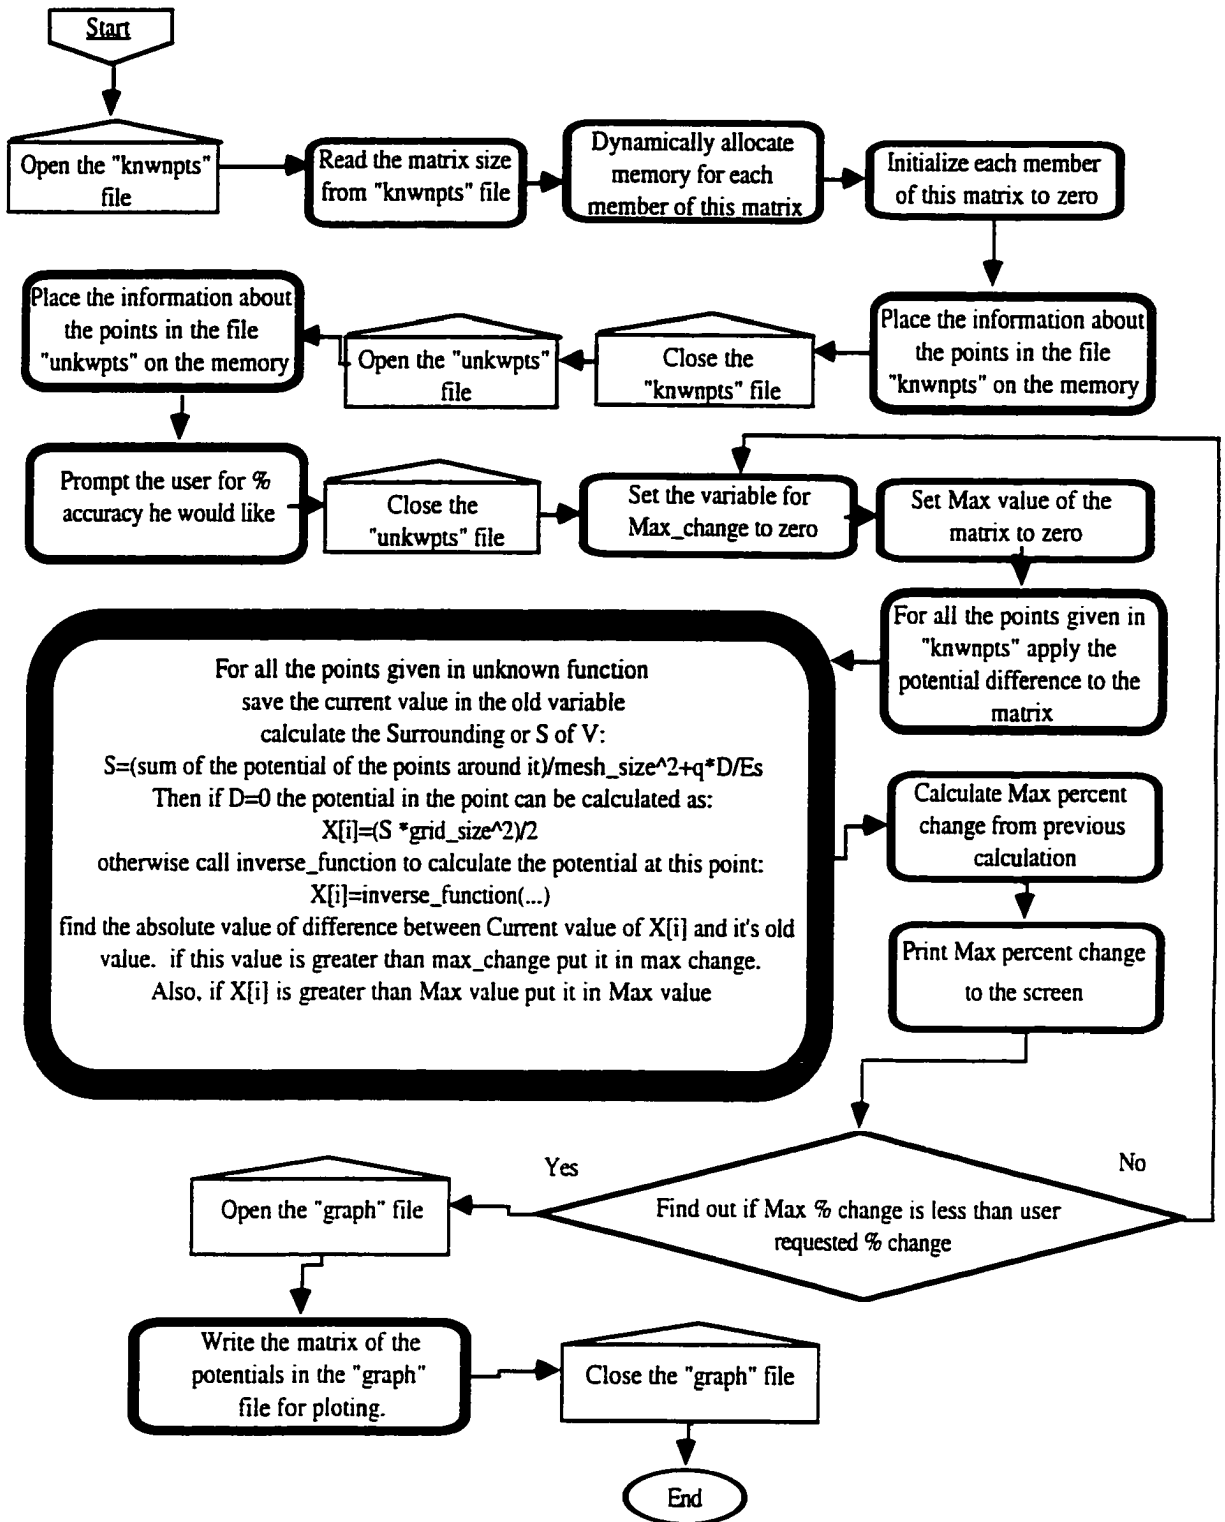 Start
Open the "knwnpts"
file
Read the matrix size
from "knwnpts" file
Dynamically allocate
memory for each
member of this matrix
Initialize each member
of this matrix to zero
Place the information about
the points in the file
"knwnpts" on the memory
Close the
"knwnpts" file
Open the "unkwpts"
file
Place the information about
the points in the file
"unkwpts" on the memory
Prompt the user for %
accuracy he would like
Close the
"unkwpts" file
Set the variable for
Max_change to zero
Set Max value of the
matrix to zero
For all the points given in
"knwnpts" apply the
potential difference to the
matrix
For all the points given in unknown function
save the current value in the old variable
calculate the Surrounding or S of V:
S=(sum of the potential of the points around it)/mesh_size^2+q*D/Es
Then if D=0 the potential in the point can be calculated as:
X[i]=(S *grid_size^2)/2
otherwise call inverse_function to calculate the potential at this point:
X[i]=inverse_function(...)
find the absolute value of difference between Current value of X[i] and it's old
value. if this value is greater than max_change put it in max change.
Also, if X[i] is greater than Max value put it in Max value
Calculate Max percent
change from previous
calculation
Print Max percent change
to the screen
Find out if Max % change is less than user
requested % change
Yes
No
Open the "graph" file
Write the matrix of the
potentials in the "graph"
file for ploting.
Close the "graph" file
End